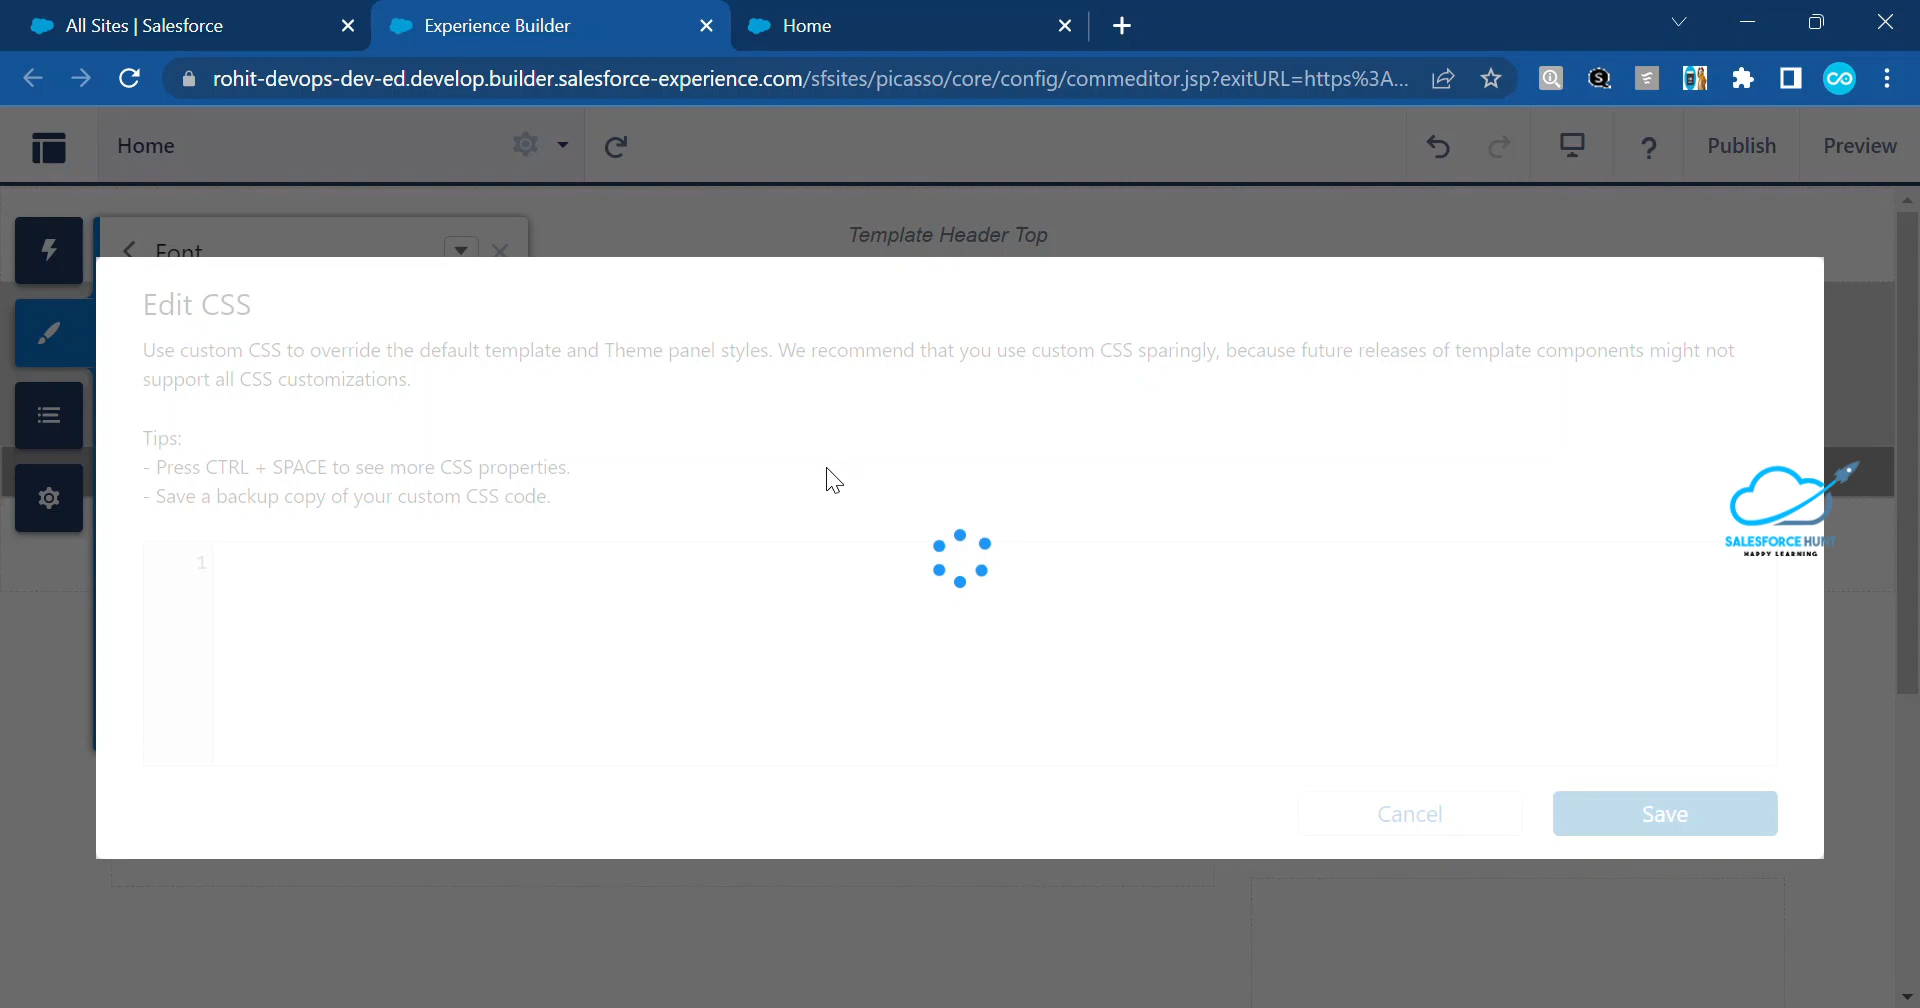 All Sites | Salesforce
Experience Builder
Home
rohit-devops-dev-ed.develop.builder.salesforce-experience.com/sfsites/picasso/core/config/commeditor.jsp?exitURL=https%3A...
Home
Publish
Preview
Font
Template Header Top
Edit CSS
Use custom CSS to override the default template and Theme panel styles. We recommend that you use custom CSS sparingly, because future releases of template components might not
support all CSS customizations.
Tips:
- Press CTRL + SPACE to see more CSS properties.
- Save a backup copy of your custom CSS code.
SALESFORCE HUNT
HAPPY LEARNING
1
Cancel
Save